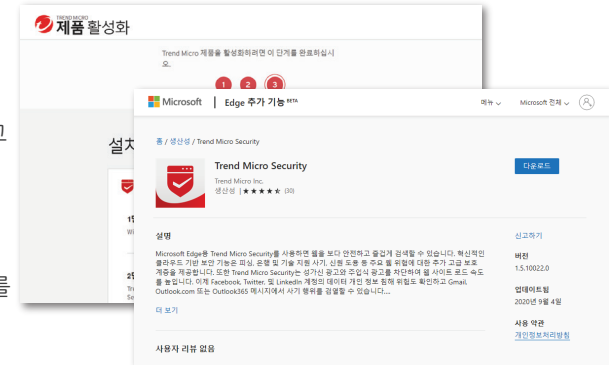 TREND MICRO
제품 활성화
Trend Micro 제품을 활성화하려면 이 단계를 완료하십시
오.
1 2 3
Microsoft | Edge 추가 기능 BETA
메뉴
Microsoft 전체
고
설치
홈 / 생산성 / Trend Micro Security
Trend Micro Security
다운로드
Trend Micro Inc.
생산성 | ★★★★★ (30)
설명
신고하기
Microsoft Edge용 Trend Micro Security를 사용하면 웹을 보다 안전하고 즐겁게 검색할 수 있습니다. 혁신적인
클라우드 기반 보안 기능은 피싱, 은행 및 기술 지원 사기, 신원 도용 등 주요 웹 위험에 대한 추가 고급 보호
계층을 제공합니다. 또한 Trend Micro Security는 성가신 광고와 주입식 광고를 차단하여 웹 사이트 로드 속도
를 높입니다. 이제 Facebook, Twitter, 및 LinkedIn 계정의 데이터 개인 정보 침해 위험도 확인하고 Gmail,
Outlook.com 또는 Outlook365 메시지에서 사기 행위를 검열할 수 있습니다....
버전
1.5.10022.0
업데이트됨
2020년 9월 4일
를
더 보기
사용 약관
개인정보처리방침
사용자 리뷰 없음